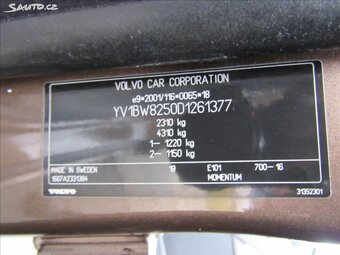 Sauto.cz
VOLVO CAR CORPORATION
e9*2001/116*0065*18
YV1BW8250D1261377
2310 kg
4310 kg
1- 1220 kg
2- 1150 kg
MADE IN SWEDEN 19 E101 700-16
1667A2331384 MOMENTUM
VOLVO 31352301